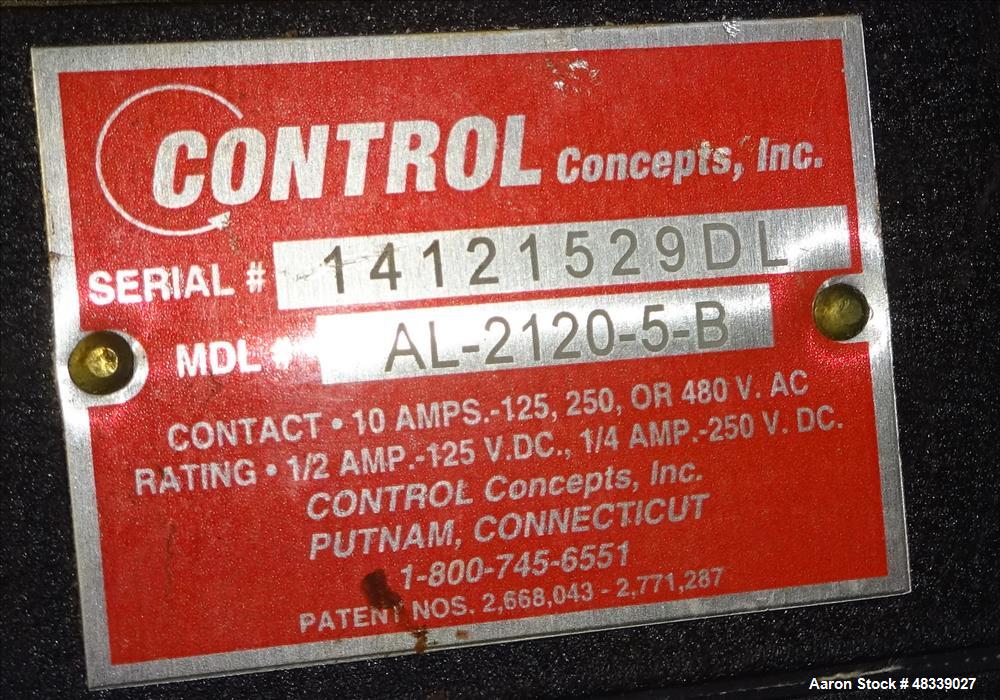 CONTROL Concepts, Inc.
SERIAL # 14121529DL
MDL # AL-2120-5-B
CONTACT • 10 AMPS.-125, 250, OR 480 V. AC
RATING • 1/2 AMP.-125 V.DC., 1/4 AMP.-250 V. DC.
CONTROL Concepts, Inc.
PUTNAM, CONNECTICUT
1-800-745-6551
PATENT NOS. 2,668,043 - 2,771,287
Aaron Stock # 48339027